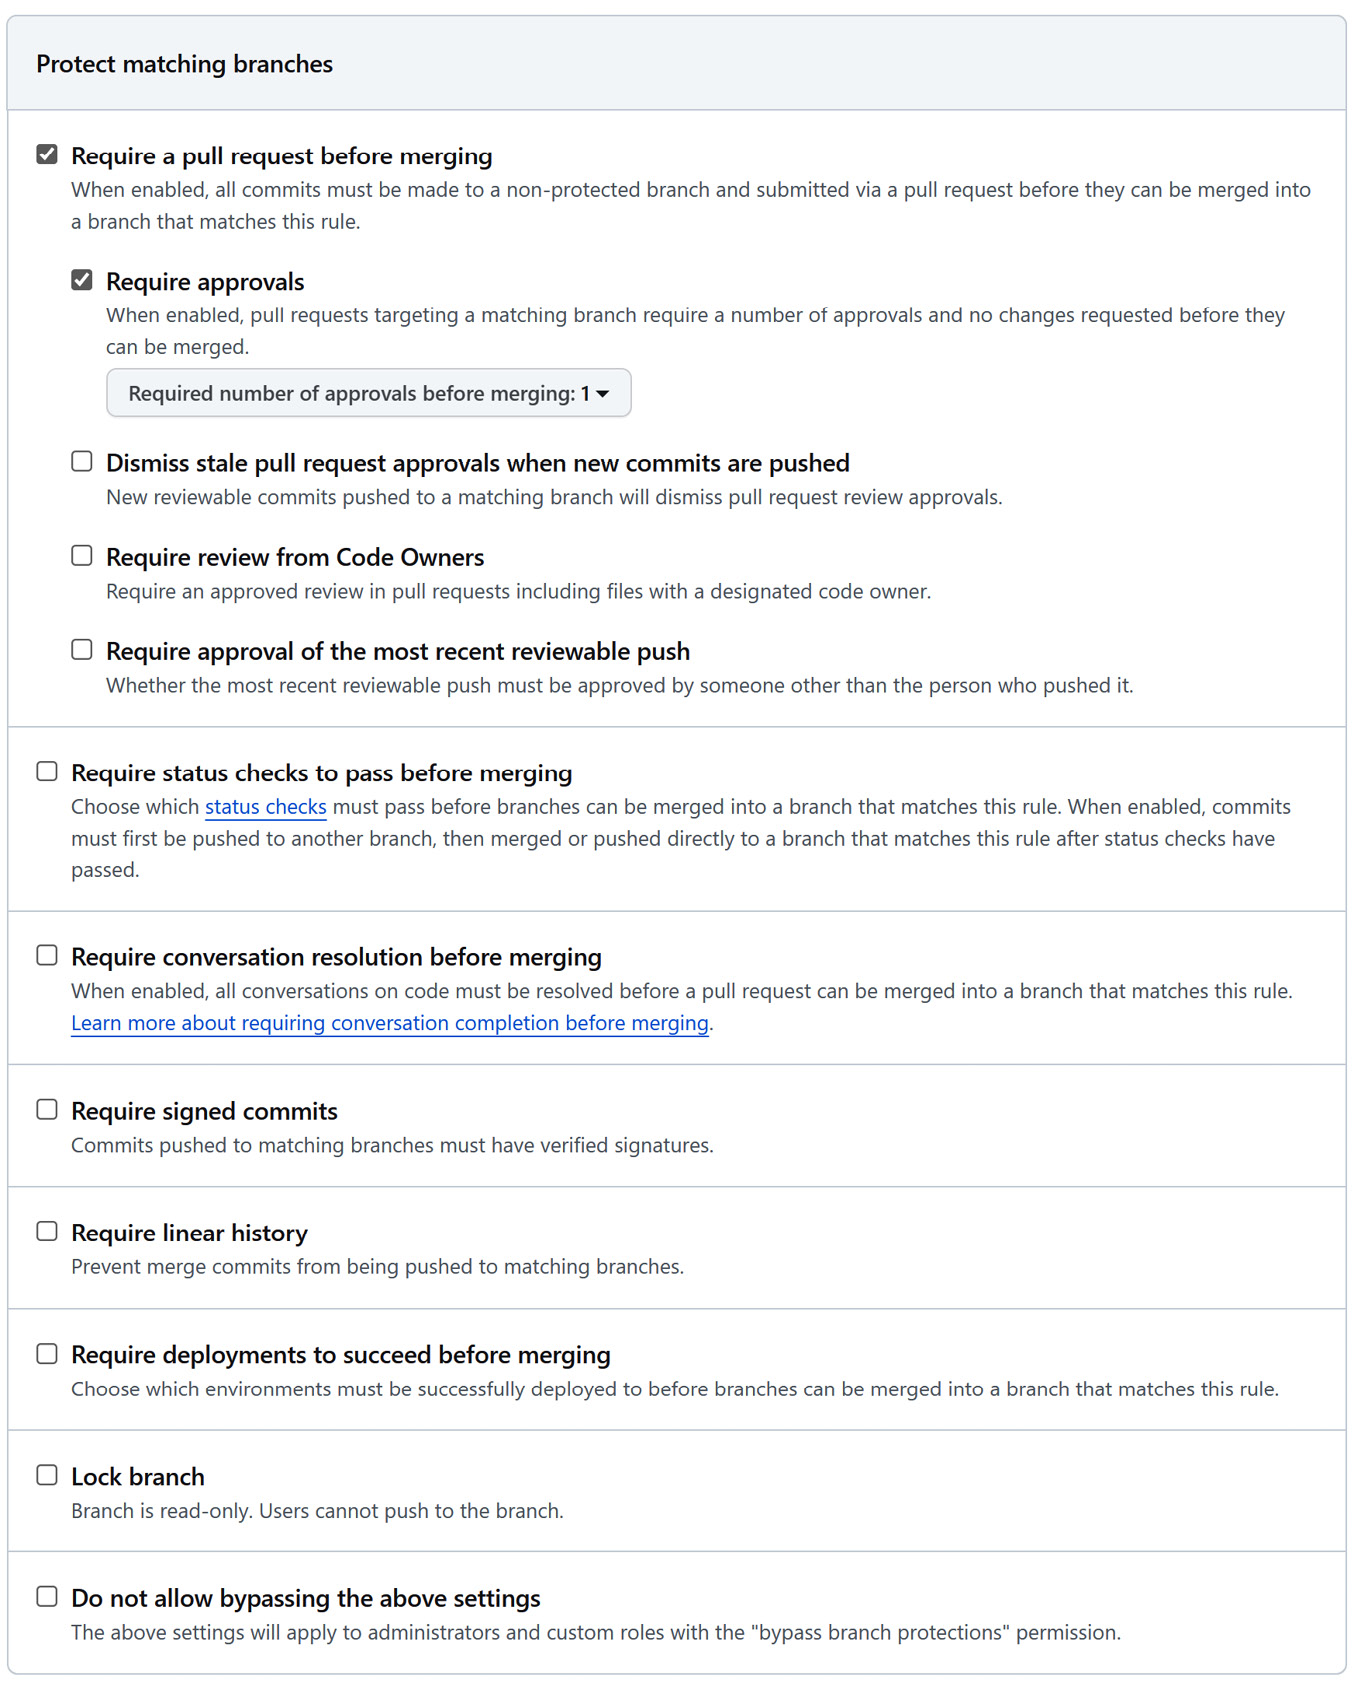 Protect matching branches
Require a pull request before merging
When enabled, all commits must be made to a non-protected branch and submitted via a pull request before they can be merged into
a branch that matches this rule.
Require approvals
When enabled, pull requests targeting a matching branch require a number of approvals and no changes requested before they
can be merged.
Required number of approvals before merging: 1
Dismiss stale pull request approvals when new commits are pushed
New reviewable commits pushed to a matching branch will dismiss pull request review approvals.
Require review from Code Owners
Require an approved review in pull requests including files with a designated code owner.
Require approval of the most recent reviewable push
Whether the most recent reviewable push must be approved by someone other than the person who pushed it.
Require status checks to pass before merging
Choose which status checks must pass before branches can be merged into a branch that matches this rule. When enabled, commits
must first be pushed to another branch, then merged or pushed directly to a branch that matches this rule after status checks have
passed.
Require conversation resolution before merging
When enabled, all conversations on code must be resolved before a pull request can be merged into a branch that matches this rule.
Learn more about requiring conversation completion before merging.
Require signed commits
Commits pushed to matching branches must have verified signatures.
Require linear history
Prevent merge commits from being pushed to matching branches.
Require deployments to succeed before merging
Choose which environments must be successfully deployed to before branches can be merged into a branch that matches this rule.
Lock branch
Branch is read-only. Users cannot push to the branch.
Do not allow bypassing the above settings
The above settings will apply to administrators and custom roles with the "bypass branch protections" permission.